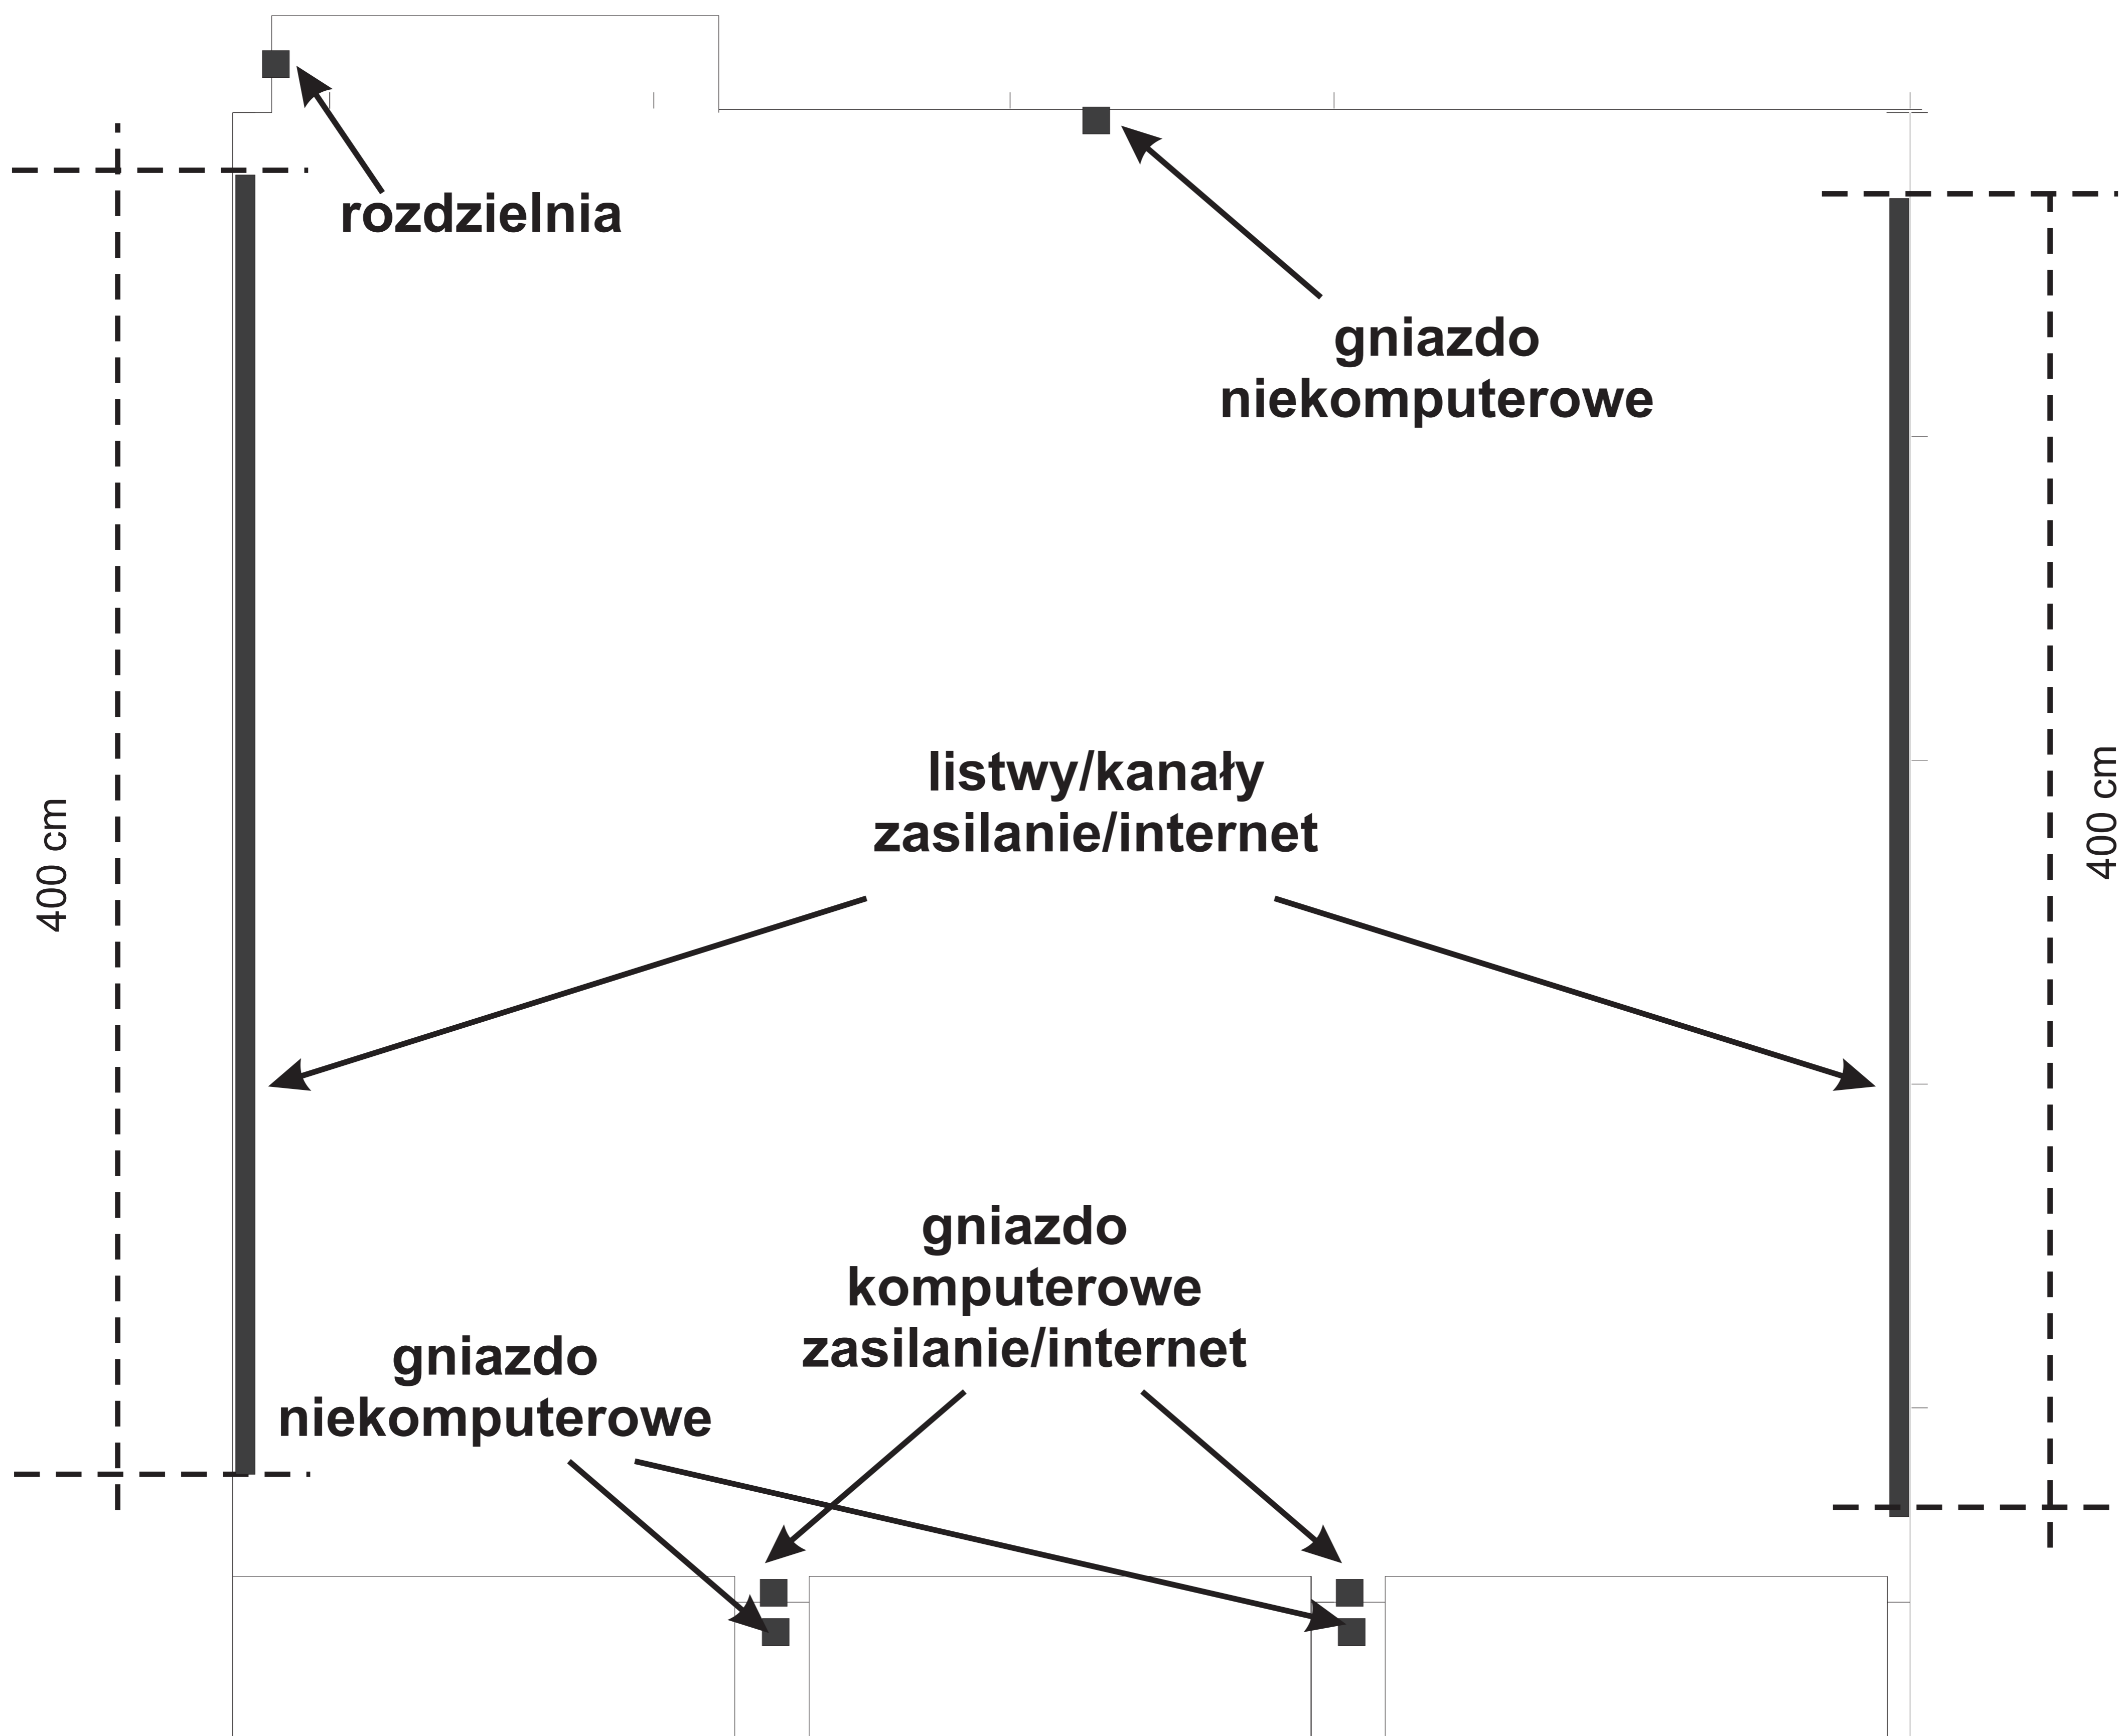 rozdzielnia
gniazdo
niekomputerowe
listwy/kanały
zasilanie/internet
400 cm
400 cm
gniazdo
komputerowe
zasilanie/internet
gniazdo
niekomputerowe